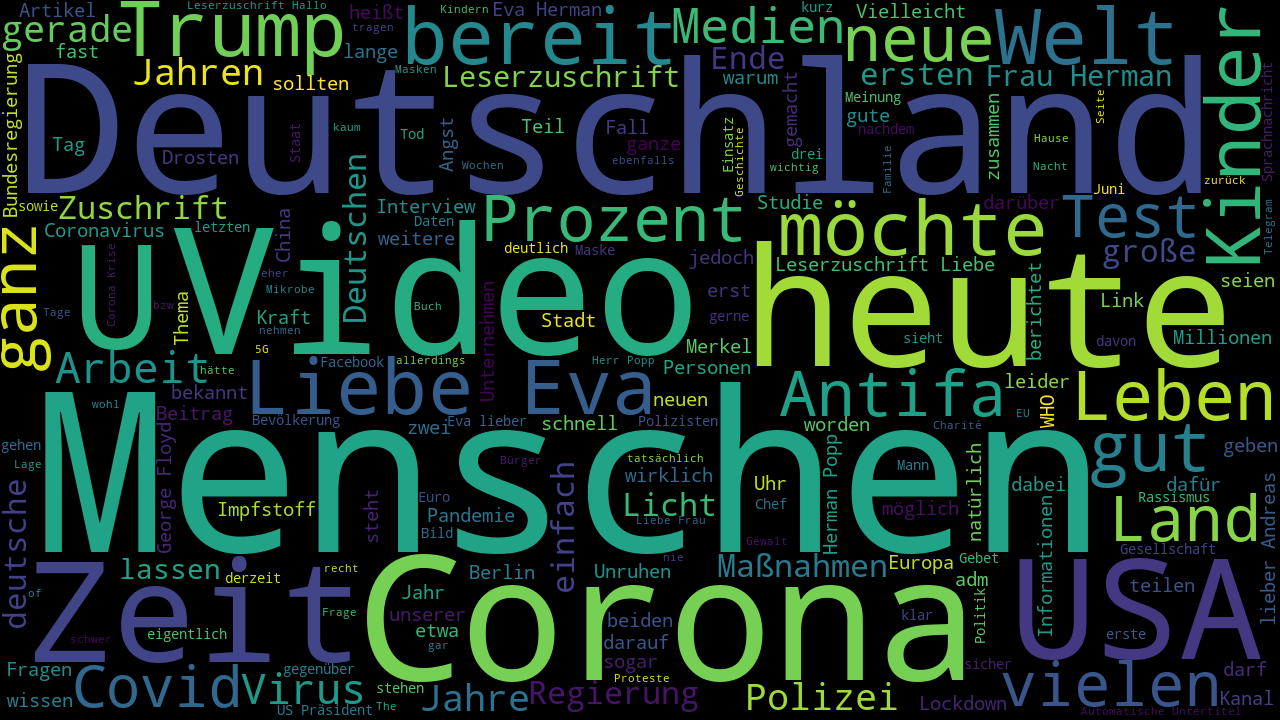 Artikel
Leserzuschrift Hallo
heißt
Kindern
Eva Herman
kurz
Vielleicht
gerade
Trump
tragen
bereit
Medien
neue
Welt
Kinder
fast
lange
Ende
Jahren
sollten
Masken
Leserzuschrift
warum
ersten
Frau Herman
Bundesregierung
Deutschland
gemacht
Meinung
gute
nachdem
Seite
Tag
Drosten
Staat
kaum
Tod
Angst
Wochen
Teil
Fall
ganze
ebenfalls
Einsatz
Geschichte
drei
wichtig
Familie
zusammen
Hause
Nacht
Sprachnachricht
zurück
Juni
sowie
Zuschrift
letzten
Coronavirus
China
Deutschen
Interview
Daten
weitere
Prozent
Studie
möchte
darüber
Test
große
Telegram
ganz
U
Video
deutlich
Maske
jedoch
Leserzuschrift Liebe
heute
seien
Corona Krise
eher
Mikrobe
Tage
bzw
Thema
Kraft
nehmen
5G
Buch
Unternehmen
Stadt
erst
gerne
berichtet
Link
Millionen
sieht
davon
Arbeit
hätte
Facebook
allerdings
Herr Popp
Merkel
Personen
bekannt
Liebe
Eva
neuen
Antifa
leider
WHO
Leben
wohl
Beitrag
Bevölkerung
zwei
Eva lieber
schnell
Polizisten
worden
EU
Charité
gut
geben
gehen
Lage
George Floyd
Menschen
tatsächlich
Bürger
wirklich
Herman Popp
Mann
natürlich
dabei
dafür
deutsche
Impfstoff
steht
Euro
Pandemie
Bild
einfach
Licht
Liebe Frau
Uhr
Chef
möglich
Gewalt
Informationen
Rassismus
Land
Lieber Andreas
Gesellschaft
Zeit
lassen
derzeit
recht
of
Frage
Berlin
Unruhen
nie
Maßnahmen
Europa
Gebet
adm
Politik
teilen
Jahr
unserer
etwa
gar
Corona
beiden
darauf
klar
USA
erste
schwer
eigentlich
Fragen
gegenüber
sogar
Proteste
sicher
darf
wissen
Covid
virus
US Präsident
stehen
The
Jahre
Regierung
Polizei
Lockdown
vielen
Kanal
Automatische Untertitel